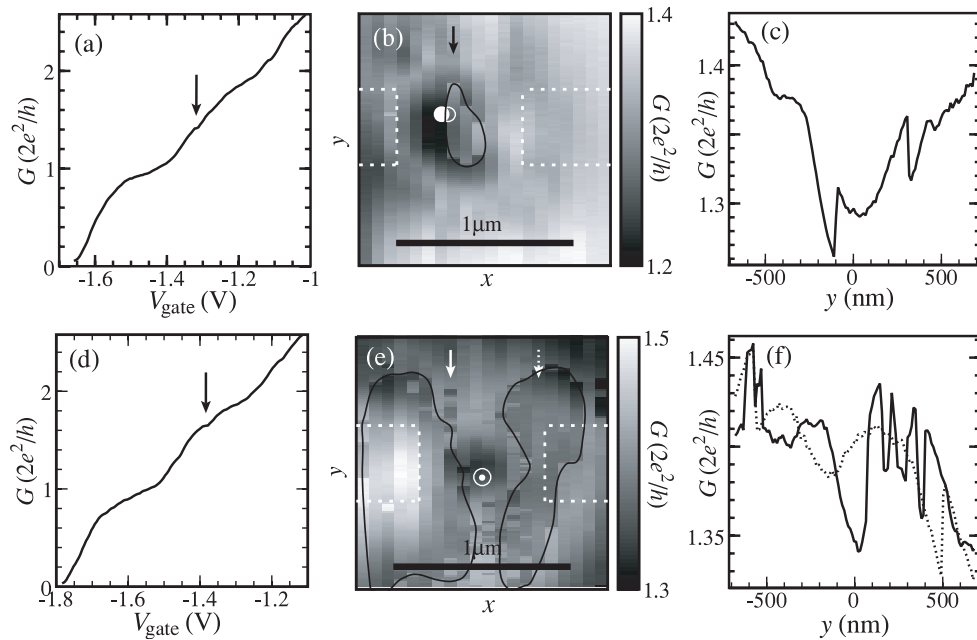 (a)
G (2e²/h)
2
1
0
-1.6
-1.4
-1.2
-1
V_gate (V)
(b)
y
1μm
x
1.4
G (2e²/h)
1.2
(c)
G (2e²/h)
1.4
1.3
-500
0
500
y (nm)
(d)
G (2e²/h)
2
1
0
-1.8
-1.6
-1.4
-1.2
V_gate (V)
(e)
y
1μm
x
1.5
G (2e²/h)
1.3
(f)
G (2e²/h)
1.45
1.35
-500
0
500
y (nm)